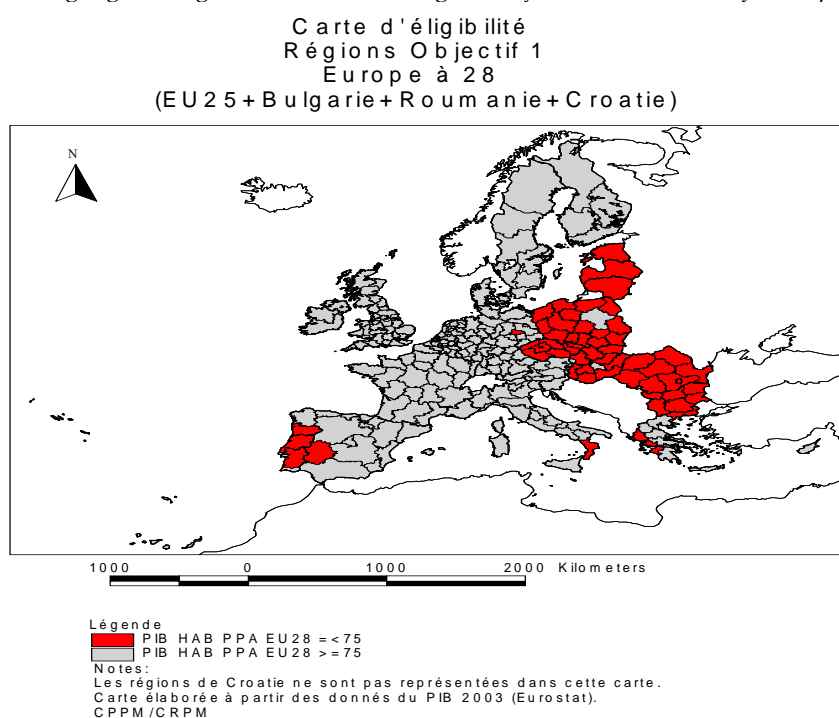 Carte d'éligibilité
Régions Objectif 1
Europe à 28
(EU25+Bulgarie+Roumanie+Croatie)
N
1000 0 1000 2000 Kilometers
Légende
PIB HAB PPA EU28 =<75
PIB HAB PPA EU28 >=75
Notes:
Les régions de Croatie ne sont pas représentées dans cette carte.
Carte élaborée à partir des donnés du PIB 2003 (Eurostat).
CPPM/CRPM